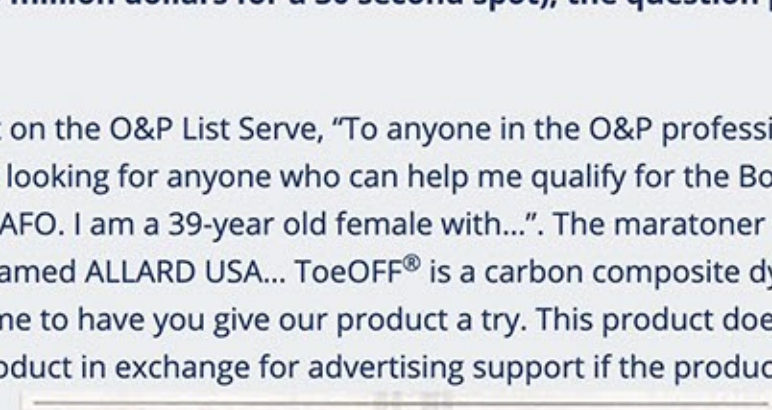 million dollars for a 30 second spot), the question
on the O&P List Serve, “To anyone in the O&P professi
looking for anyone who can help me qualify for the Bo
AFO. I am a 39-year old female with...”. The maratoner
amed ALLARD USA... ToeOFF® is a carbon composite dy
me to have you give our product a try. This product doe
oduct in exchange for advertising support if the produc